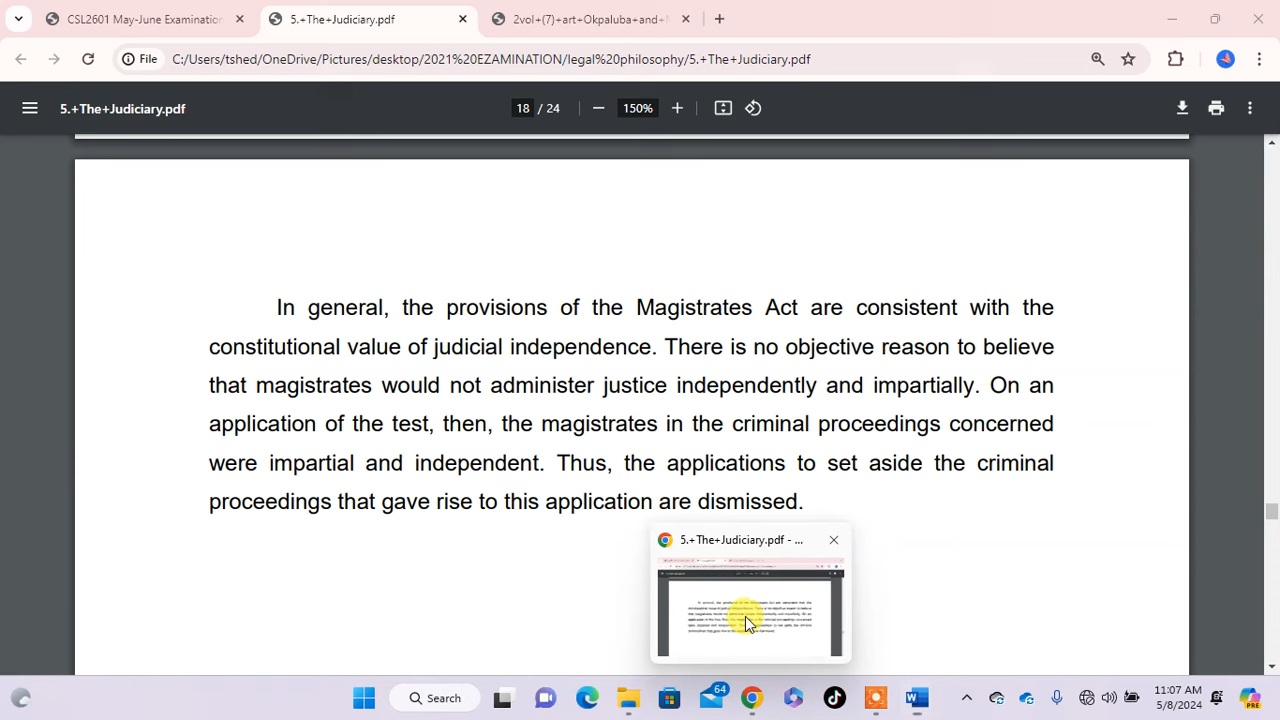 CSL2601 May-June Examination
5.+The+Judiciary.pdf
2vol+(7)+art+Okpaluba+and+
File
C:/Users/tshed/OneDrive/Pictures/desktop/2021%20EZAMINATION/legal%20philosophy/5.+The+Judiciary.pdf
5.+The+Judiciary.pdf
18 / 24
150%
In general, the provisions of the Magistrates Act are consistent with the
constitutional value of judicial independence. There is no objective reason to believe
that magistrates would not administer justice independently and impartially. On an
application of the test, then, the magistrates in the criminal proceedings concerned
were impartial and independent. Thus, the applications to set aside the criminal
proceedings that gave rise to this application are dismissed.
5.+The+Judiciary.pdf - ...
Search
64
11:07 AM
5/8/2024
PRE